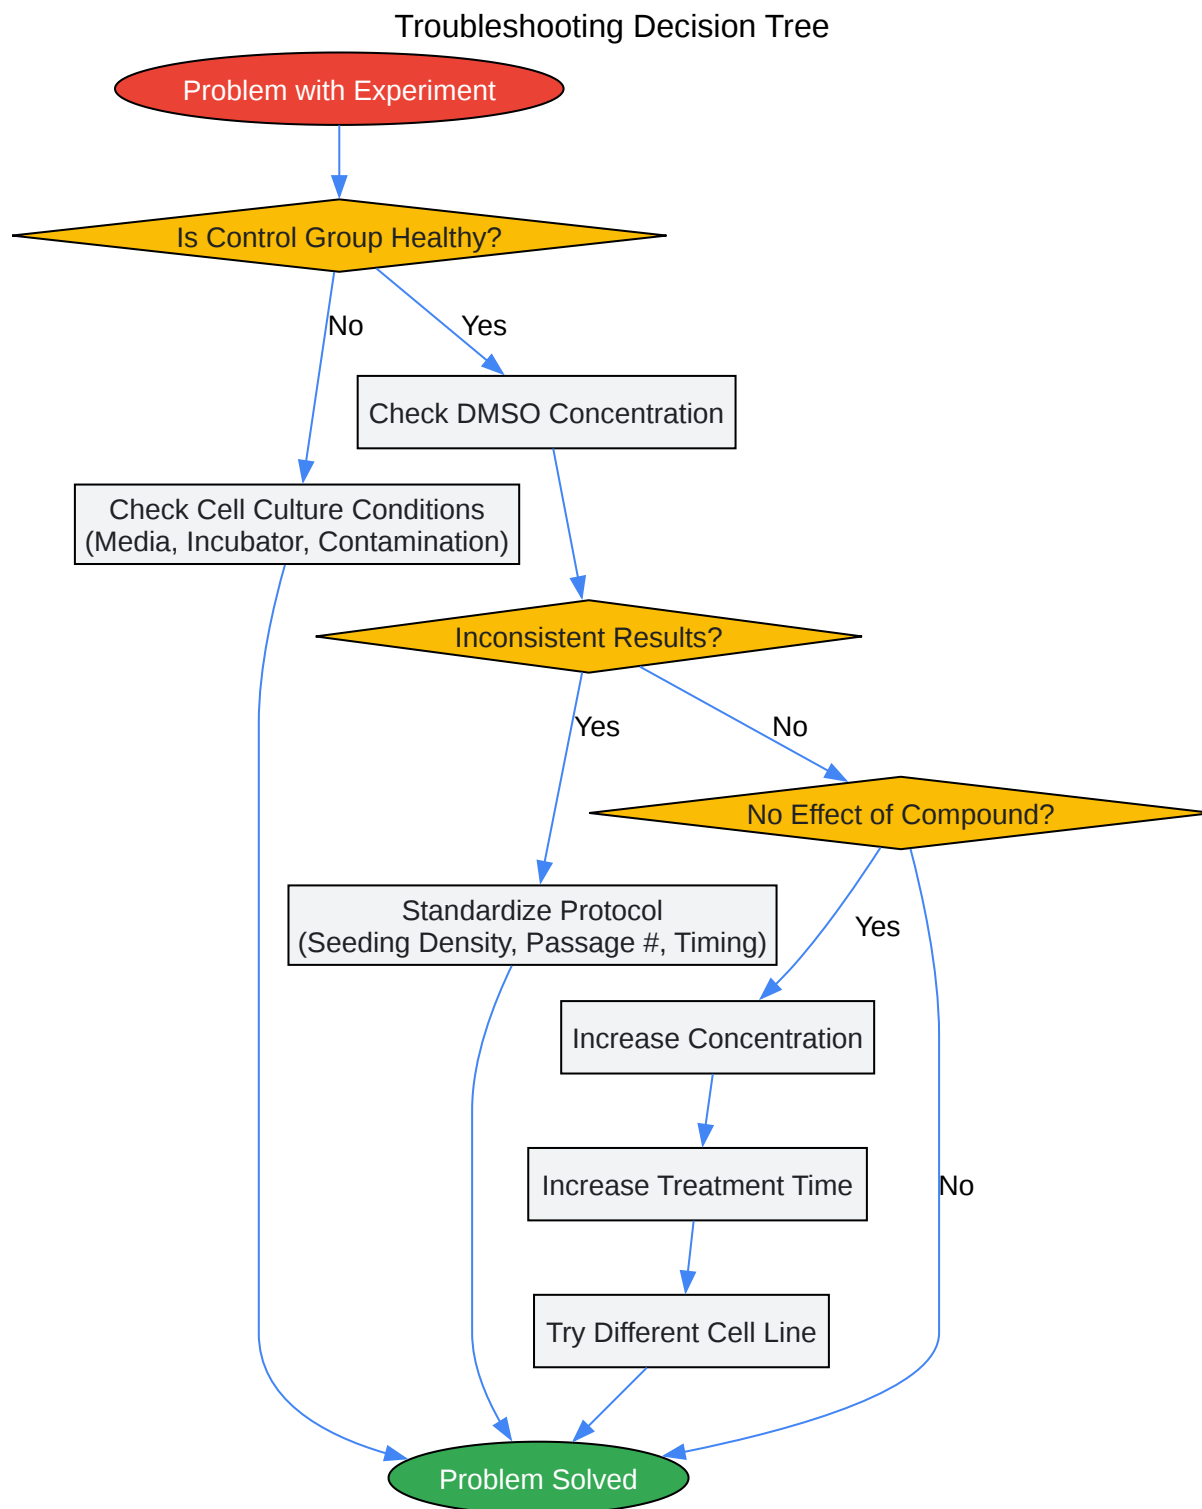 Troubleshooting Decision Tree
Problem with Experiment
Is Control Group Healthy?
No
Yes
Check DMSO Concentration
Check Cell Culture Conditions
(Media, Incubator, Contamination)
Inconsistent Results?
Yes
No
No Effect of Compound?
Standardize Protocol
(Seeding Density, Passage #, Timing)
Yes
Increase Concentration
Increase Treatment Time
No
Try Different Cell Line
Problem Solved